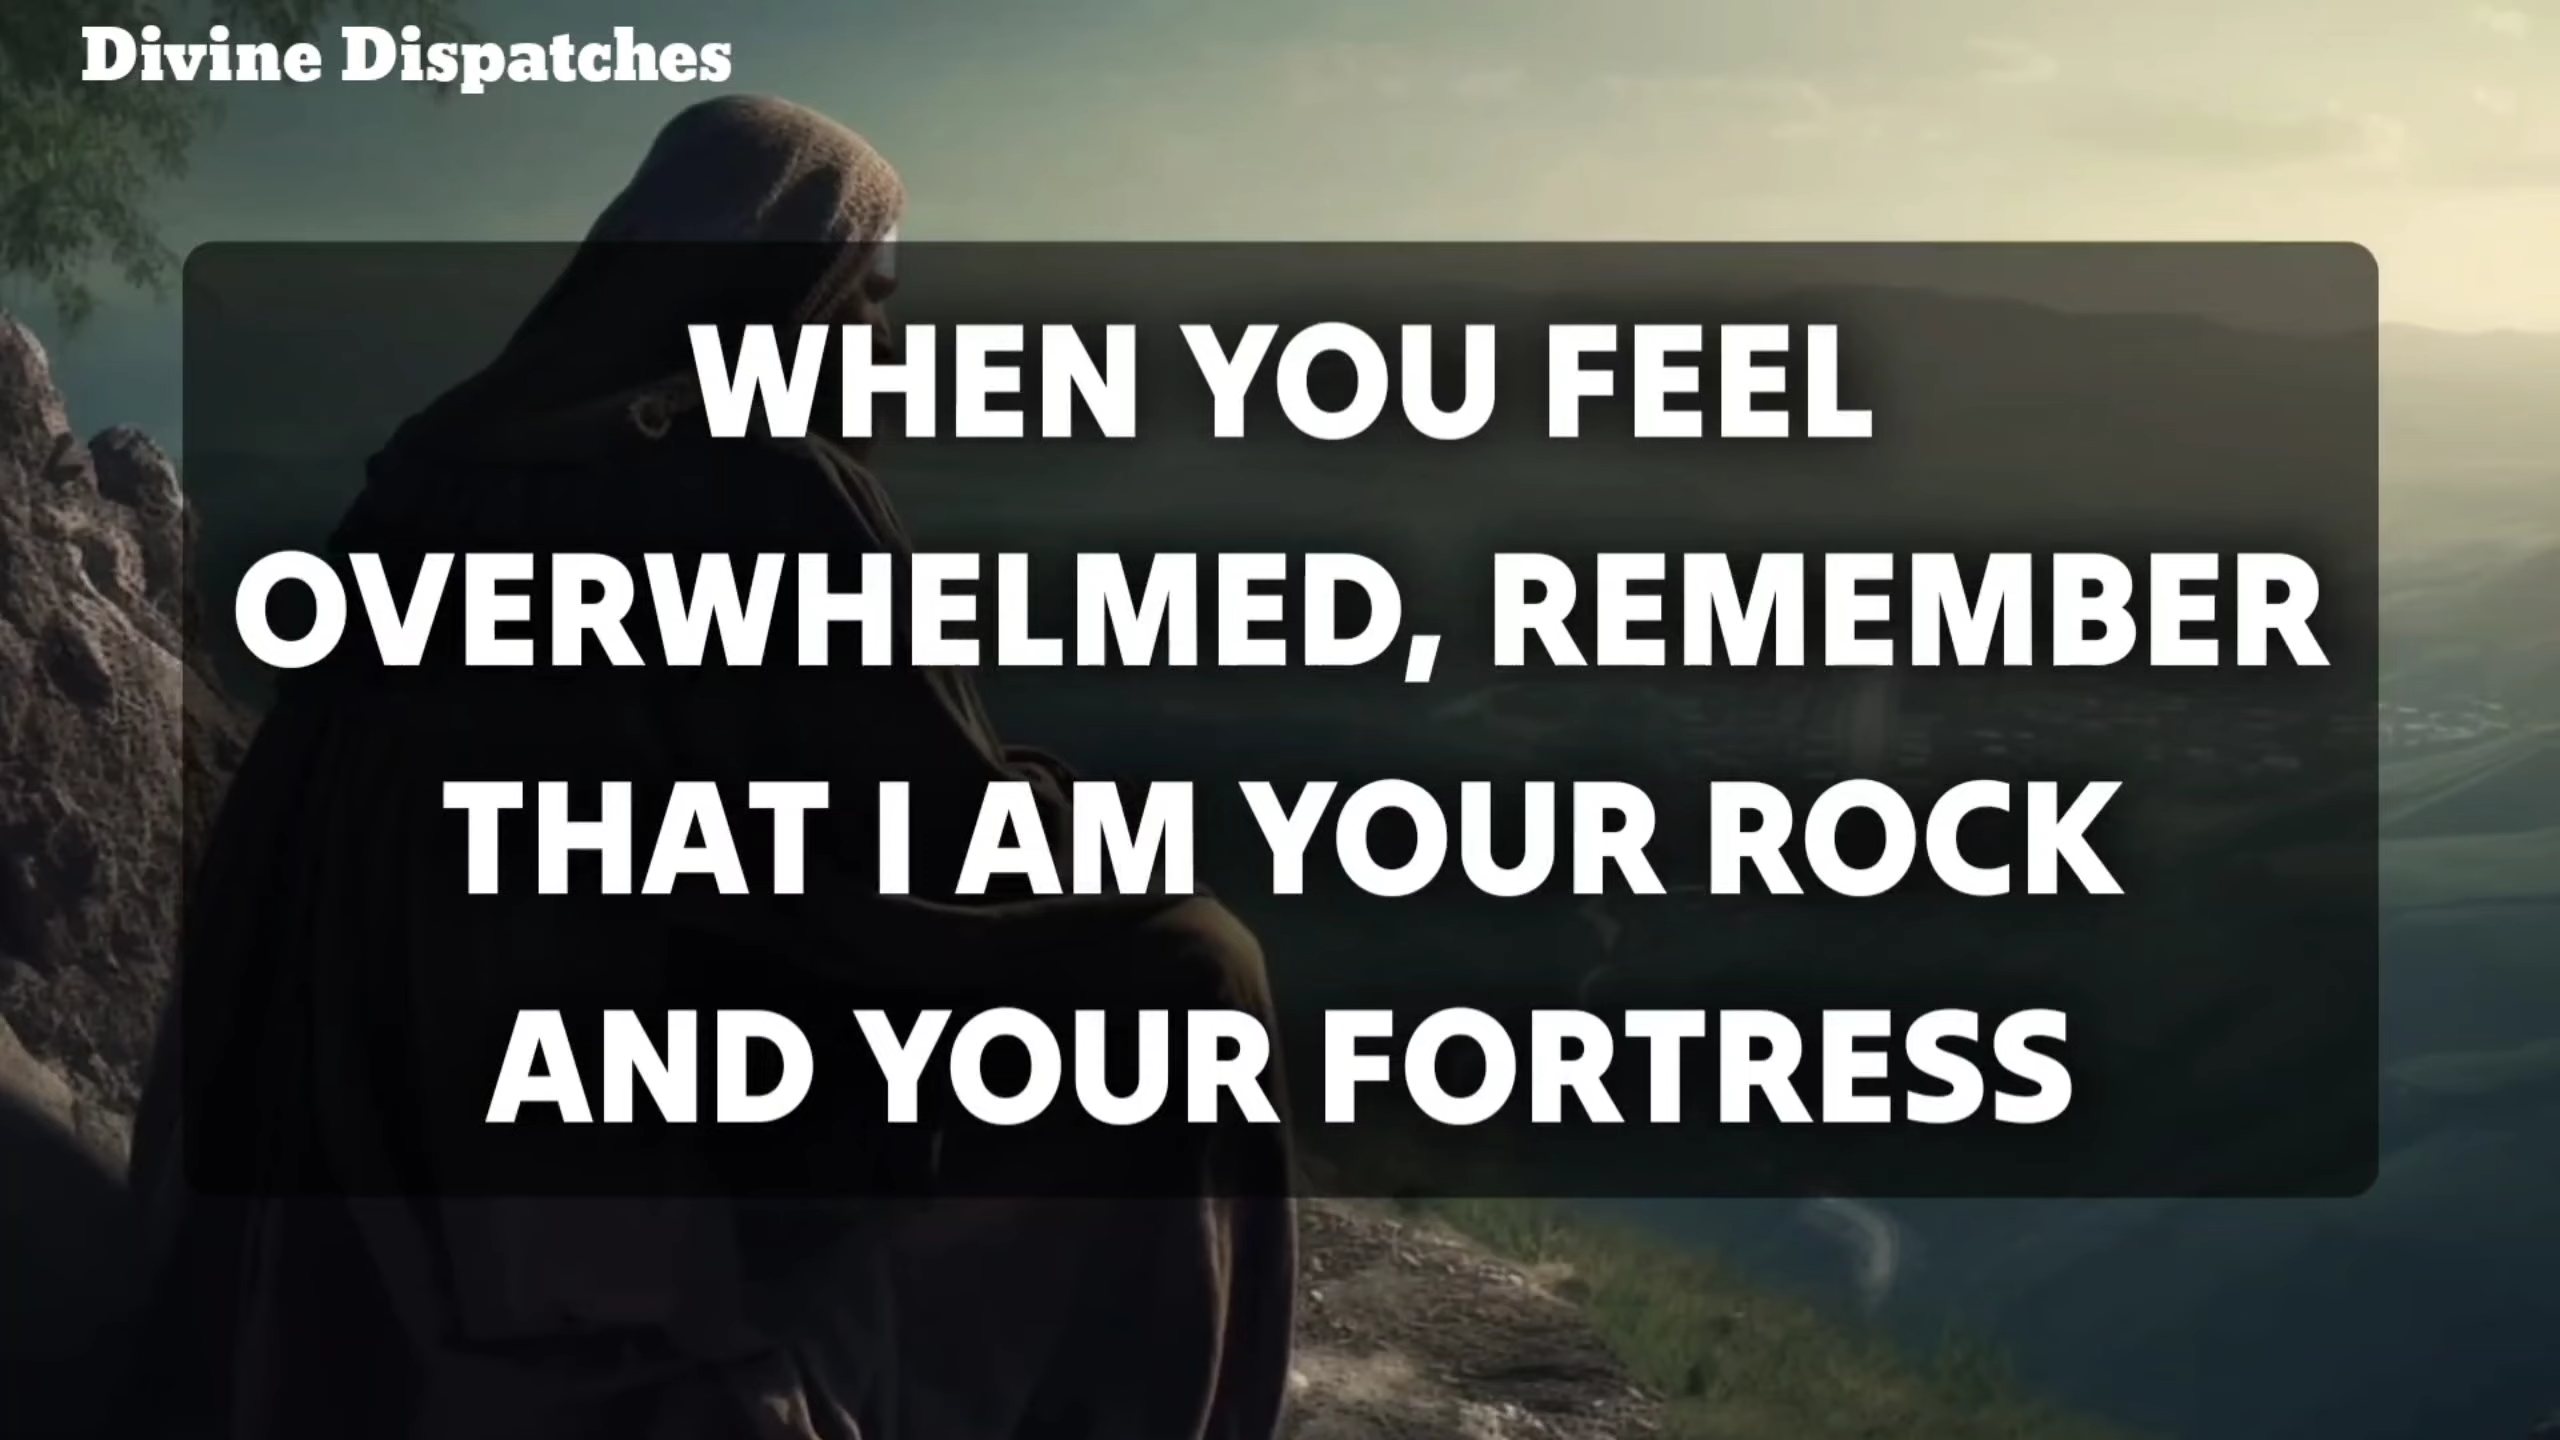 Divine Dispatches
WHEN YOU FEEL
OVERWHELMED, REMEMBER
THAT I AM YOUR ROCK
AND YOUR FORTRESS